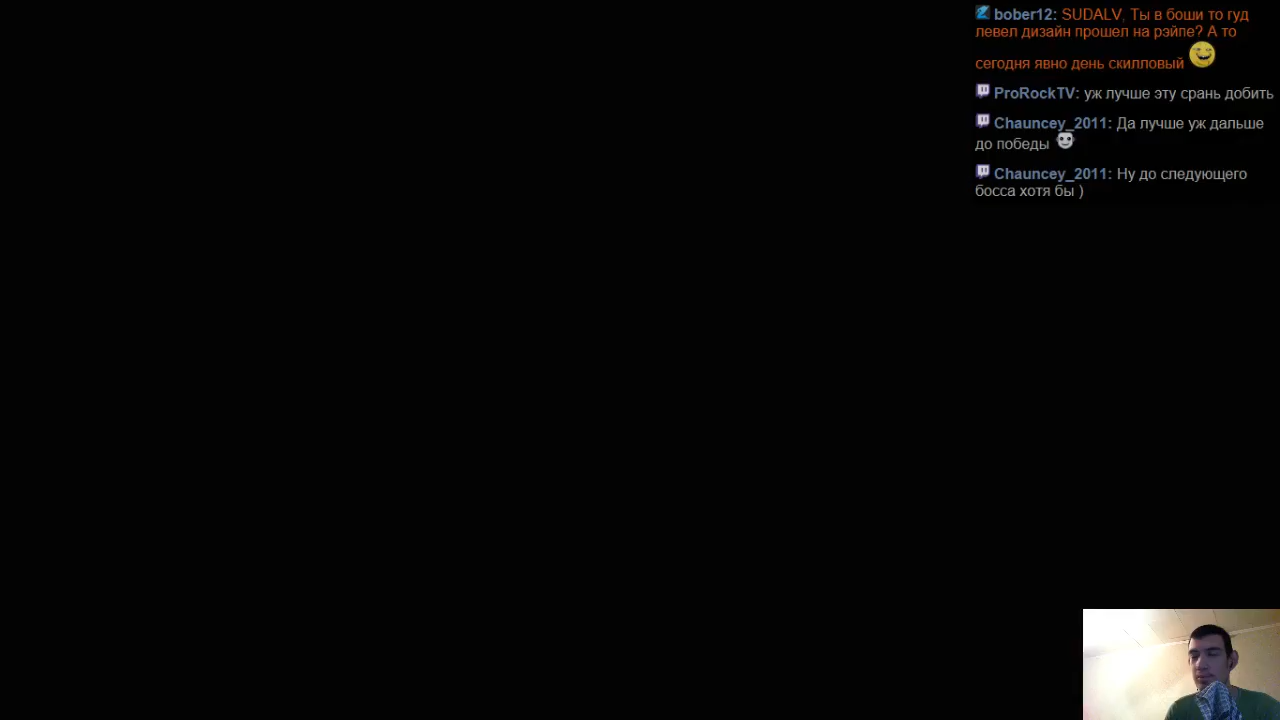 bober12: SUDALV, Ты в боши то гуд
левел дизайн прошел на рэйпе? А то
сегодня явно день скилловый
ProRockTV: уж лучше эту срань добить
Chauncey_2011: Да лучше уж дальше
до победы
Chauncey_2011: Ну до следующего
босса хотя бы )